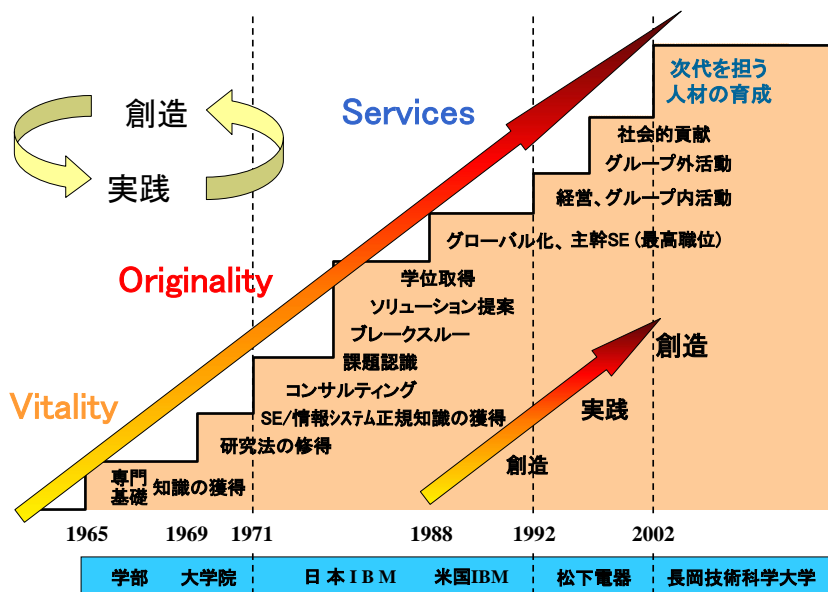 創造
実践
Services
Originality
Vitality
次代を担う
人材の育成
社会的貢献
グループ外活動
経営、グループ内活動
グローバル化、主幹SE(最高職位)
学位取得
ソリューション提案
ブレークスルー
課題認識
コンサルティング
SE/情報システム正規知識の獲得
研究法の修得
専門
基礎 知識の獲得
創造
実践
創造
1965 1969 1971 1988 1992 2002
学部 大学院 日本IBM 米国IBM 松下電器 長岡技術科学大学